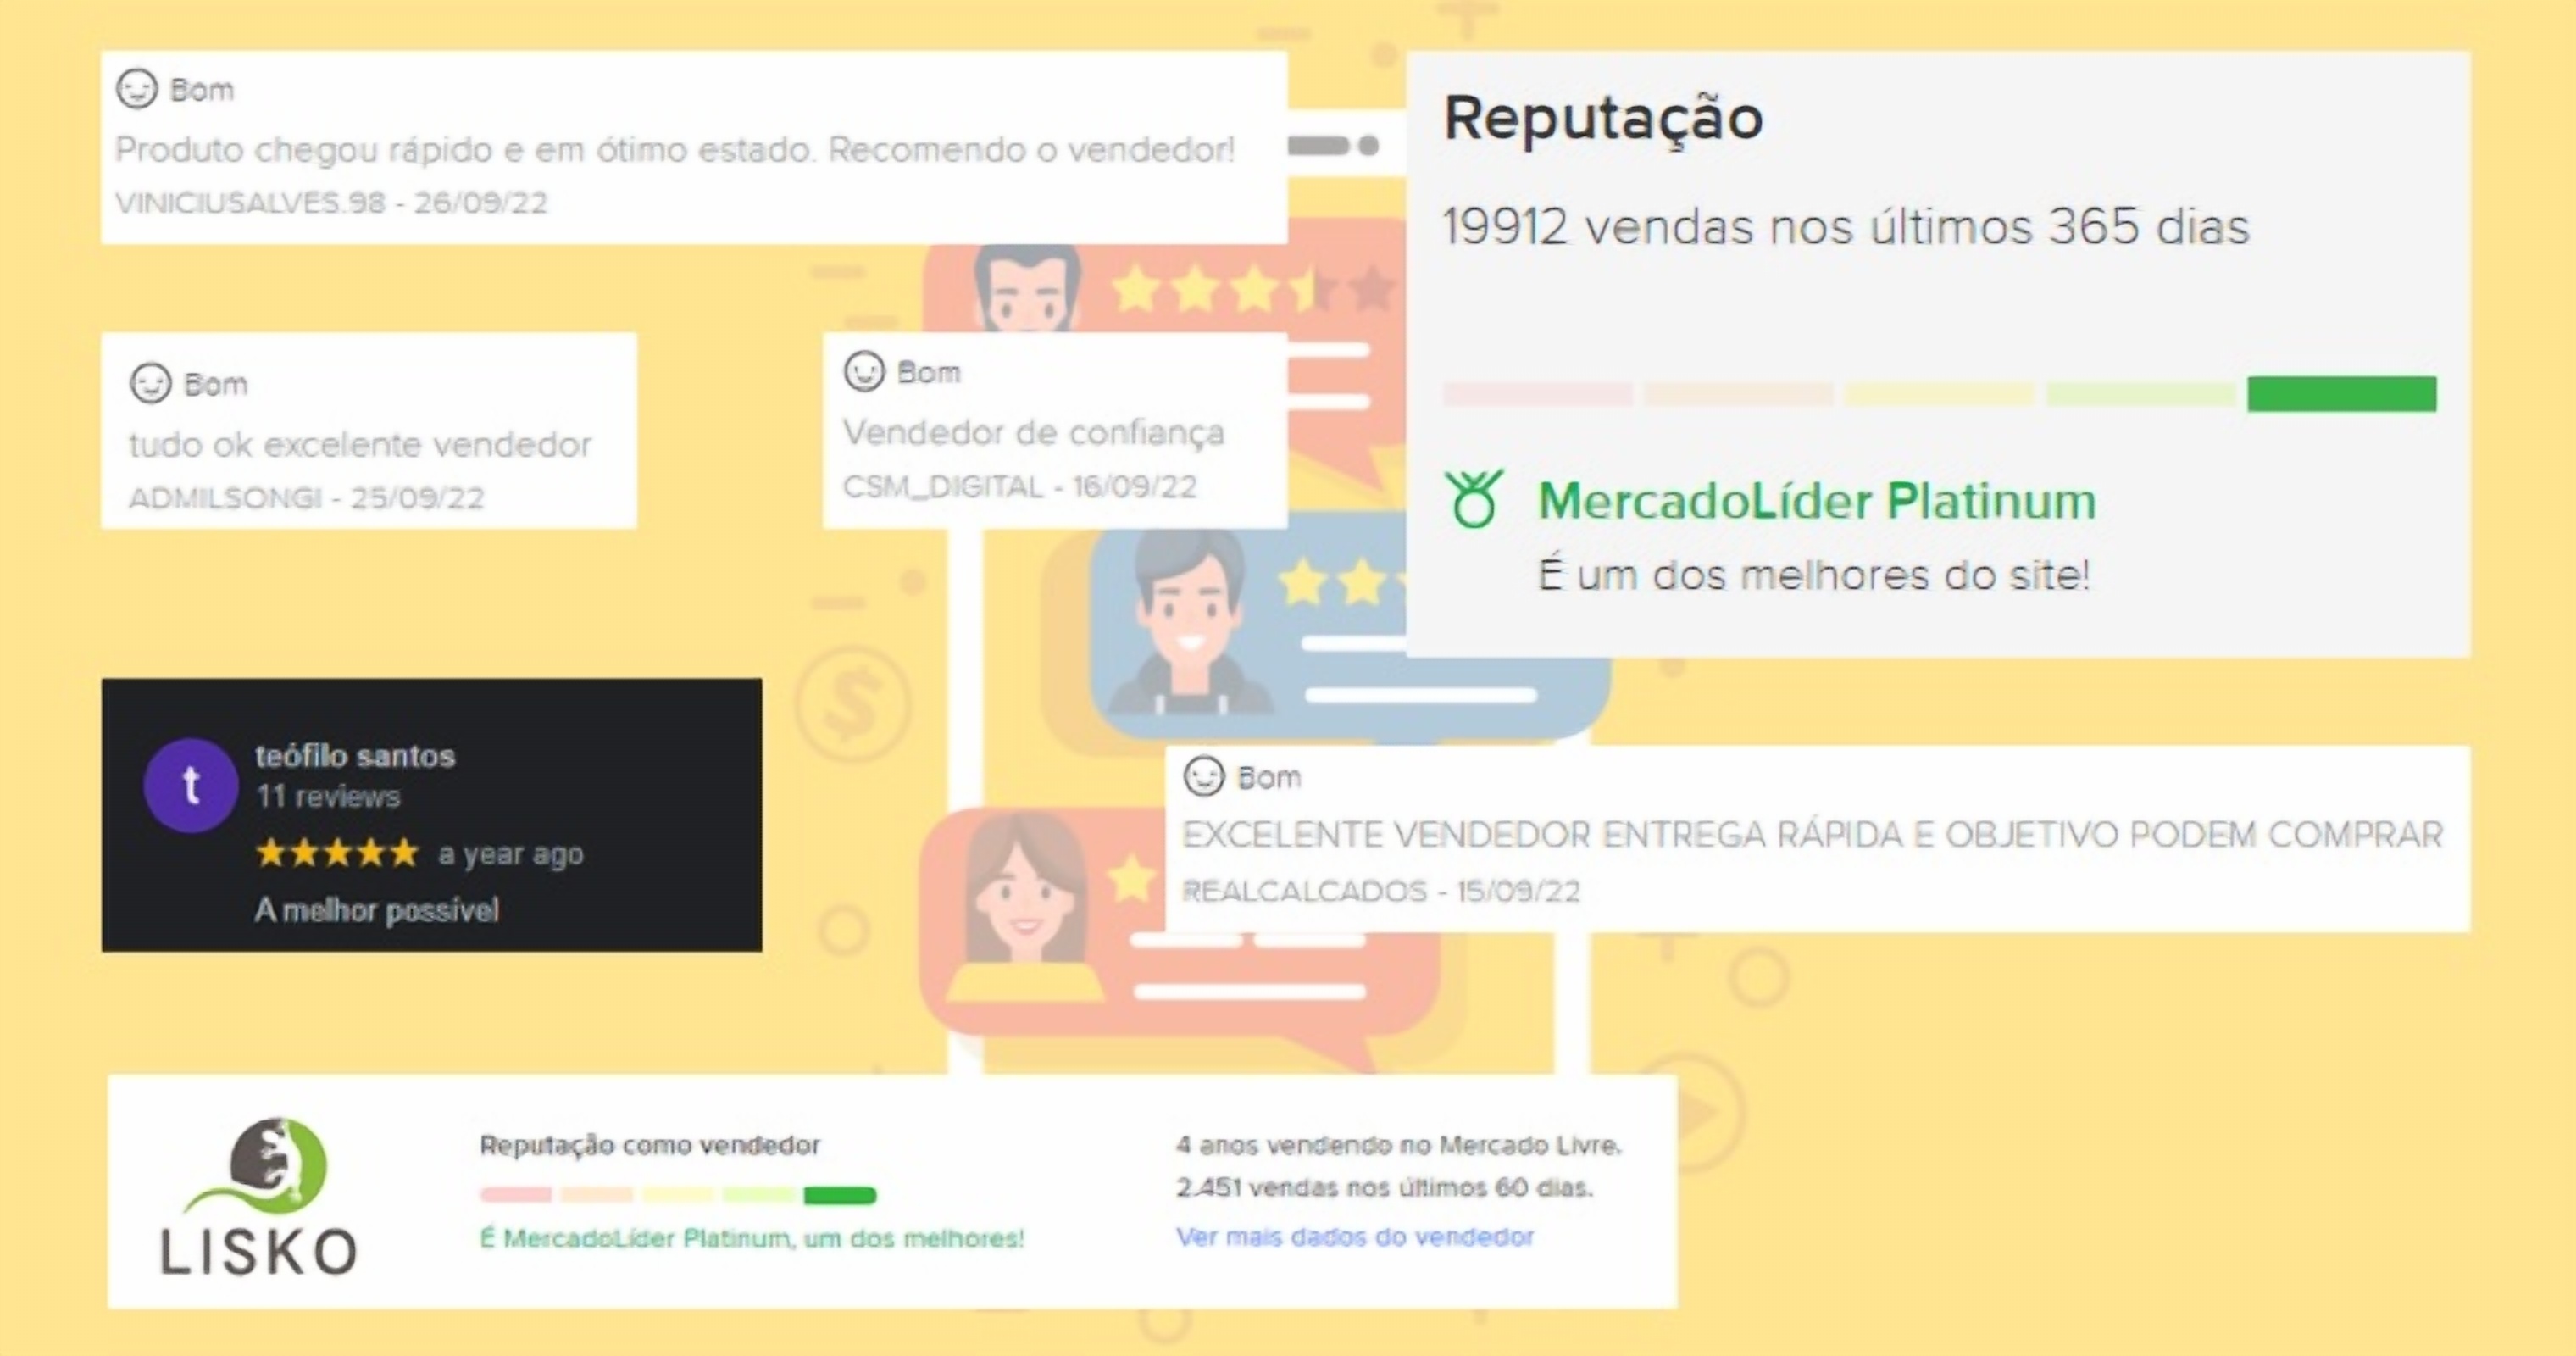 Bom
Produto chegou rápido e em ótimo estado. Recomendo o vendedor!
VINICIUSALVES.98 - 26/09/22
Reputação
19912 vendas nos últimos 365 dias
MercadoLíder Platinum
É um dos melhores do site!
Bom
tudo ok excelente vendedor
ADMILSONGI - 25/09/22
Bom
Vendedor de confiança
CSM_DIGITAL - 16/09/22
t
teófilo santos
11 reviews
a year ago
A melhor possível
Bom
EXCELENTE VENDEDOR ENTREGA RÁPIDA E OBJETIVO PODEM COMPRAR
REALCALCADOS - 15/09/22
LISKO
Reputação como vendedor
É MercadoLíder Platinum, um dos melhores!
4 anos vendendo no Mercado Livre.
2.451 vendas nos últimos 60 dias.
Ver mais dados do vendedor